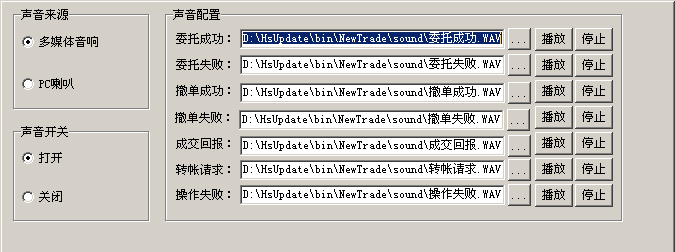 声音来源
多媒体音响
PC喇叭
声音开关
打开
关闭
声音配置
委托成功： D:\HsUpdate\bin\NewTrade\sound\委托成功.WAV ... 播放 停止
委托失败： D:\HsUpdate\bin\NewTrade\sound\委托失败.WAV ... 播放 停止
撤单成功： D:\HsUpdate\bin\NewTrade\sound\撤单成功.WAV ... 播放 停止
撤单失败： D:\HsUpdate\bin\NewTrade\sound\撤单失败.WAV ... 播放 停止
成交回报： D:\HsUpdate\bin\NewTrade\sound\成交回报.WAV ... 播放 停止
转帐请求： D:\HsUpdate\bin\NewTrade\sound\转帐请求.WAV ... 播放 停止
操作失败： D:\HsUpdate\bin\NewTrade\sound\操作失败.WAV ... 播放 停止